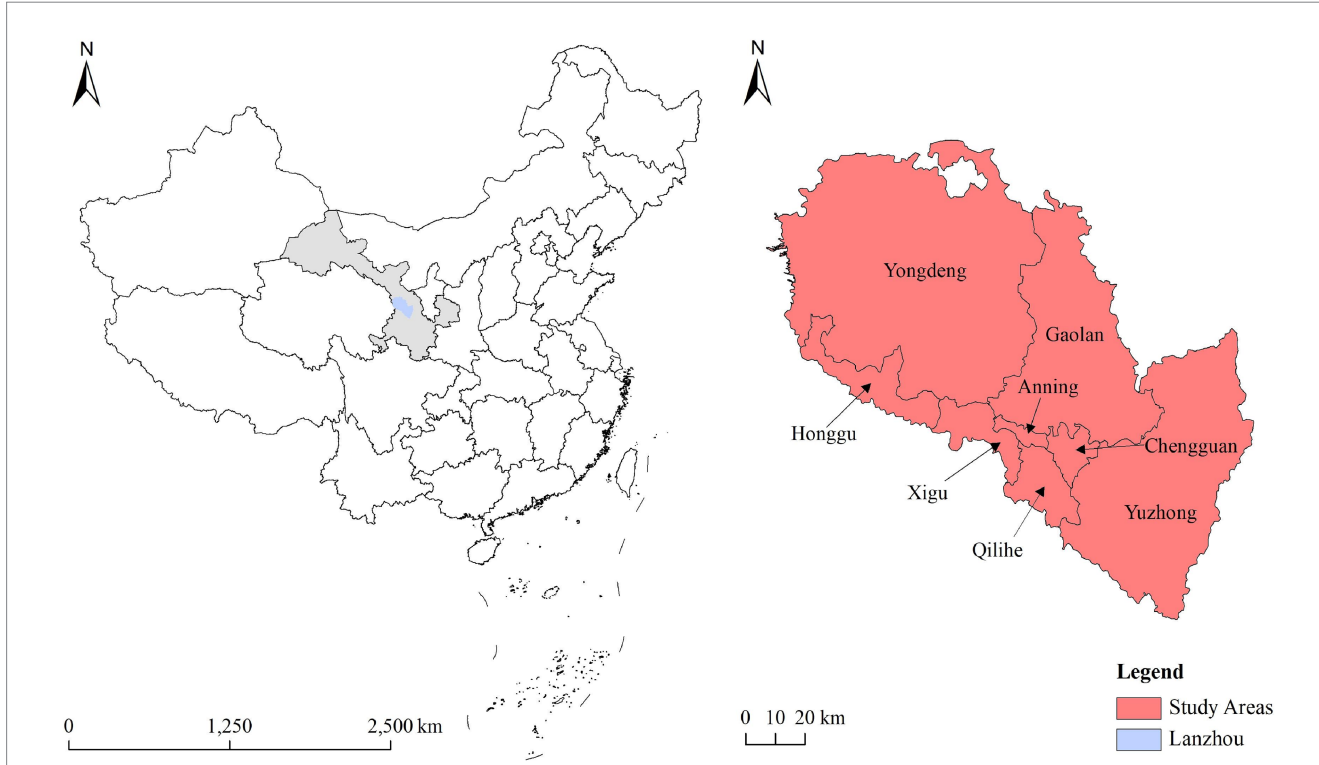 N
N
Yongdeng
Gaolan
Anning
Honggu
Chengguan
Xigu
Yuzhong
Qilihe
Legend
Study Areas
Lanzhou
0 1,250 2,500 km
0 10 20 km